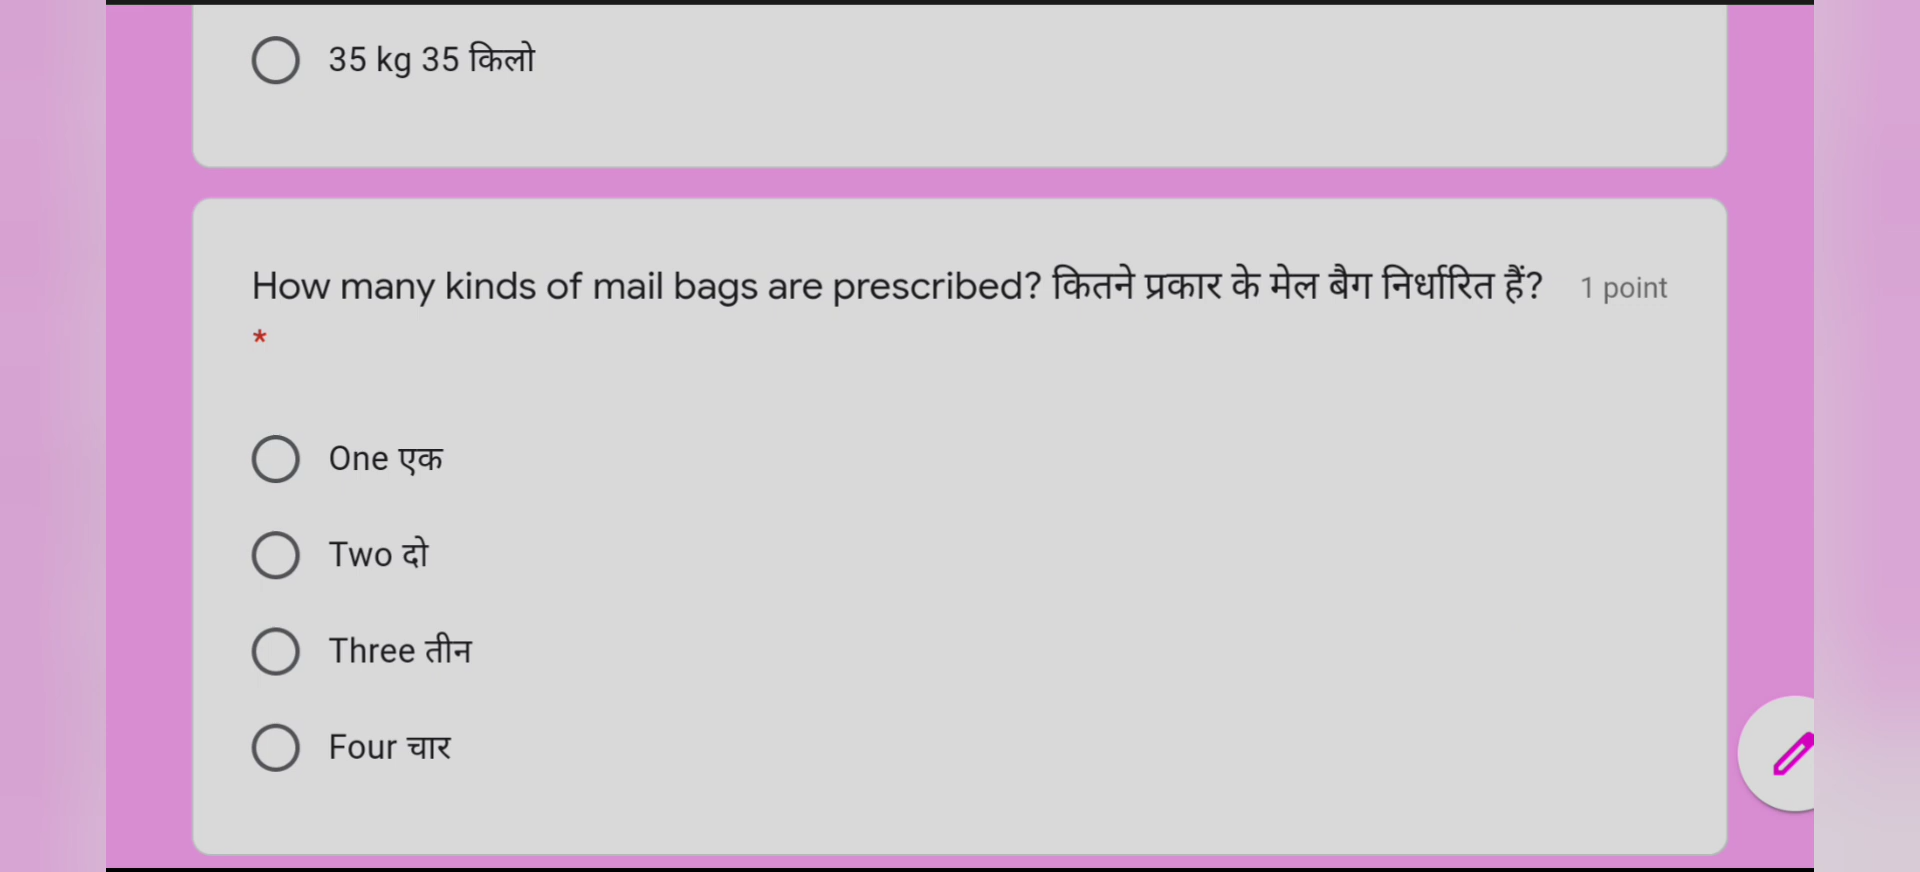 35 kg 35 किलो
How many kinds of mail bags are prescribed? कितने प्रकार के मेल बैग निर्धारित हैं? 1 point
*
One एक
Two दो
Three तीन
Four चार